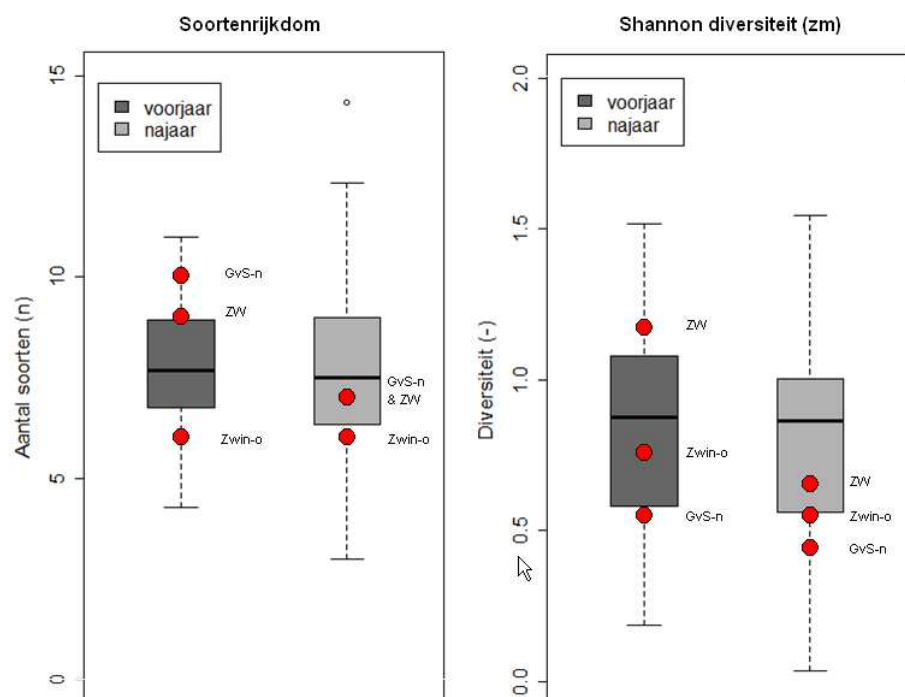 Soortenrijkdom
Aantal soorten (n)
15
10
5
0
voorjaar
najaar
GvS-n
ZW
Zwin-o
GvS-n
& ZW
Zwin-o
Shannon diversiteit (zm)
Diversiteit (-)
2.0
1.5
1.0
0.5
0.0
voorjaar
najaar
ZW
Zwin-o
GvS-n
ZW
Zwin-o
GvS-n